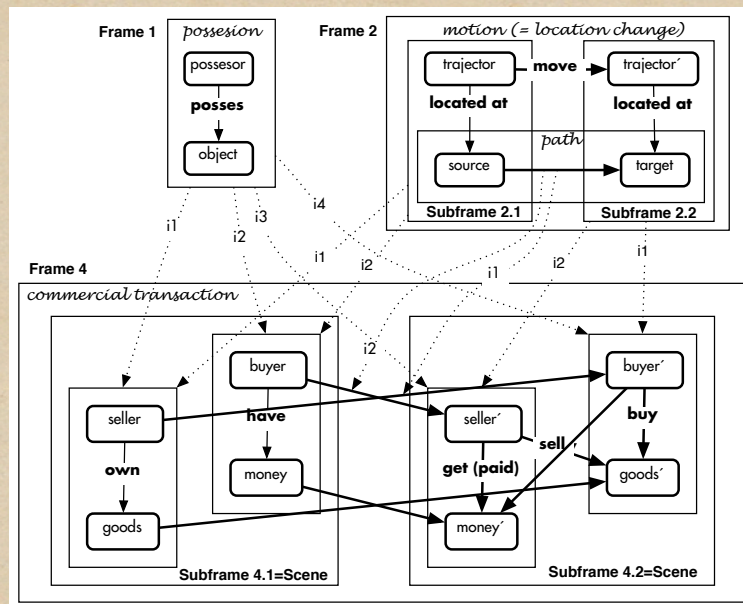 Frame 1
possesion
possesor
posses
object
Frame 2
motion (= location change)
trajector
move
trajector´
located at
located at
path
source
target
Subframe 2.1
Subframe 2.2
i1
i2
i3
i4
i1
i2
i1
i2
i1
i2
Frame 4
commercial transaction
seller
own
goods
buyer
have
money
Subframe 4.1=Scene
seller´
get (paid)
money´
sell
buyer´
buy
goods´
Subframe 4.2=Scene